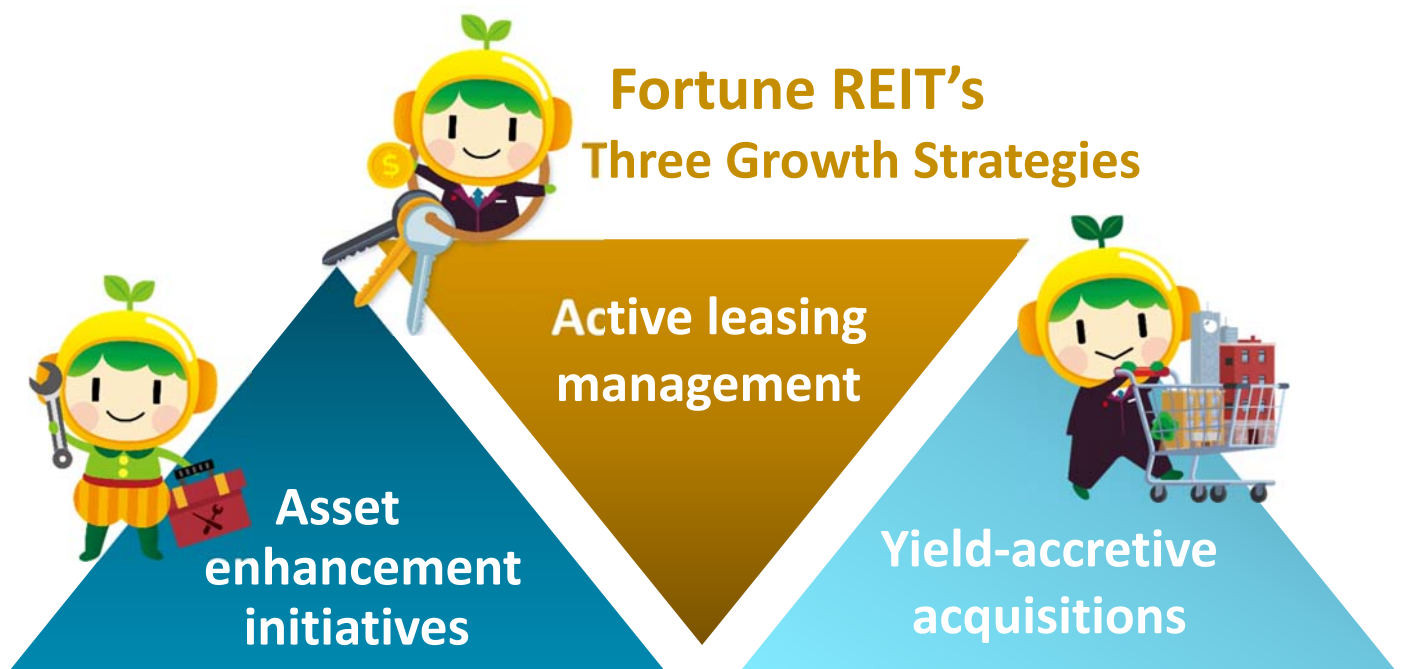 Fortune REIT’s
Three Growth Strategies
Active leasing
management
Asset
enhancement
initiatives
Yield-accretive
acquisitions
$